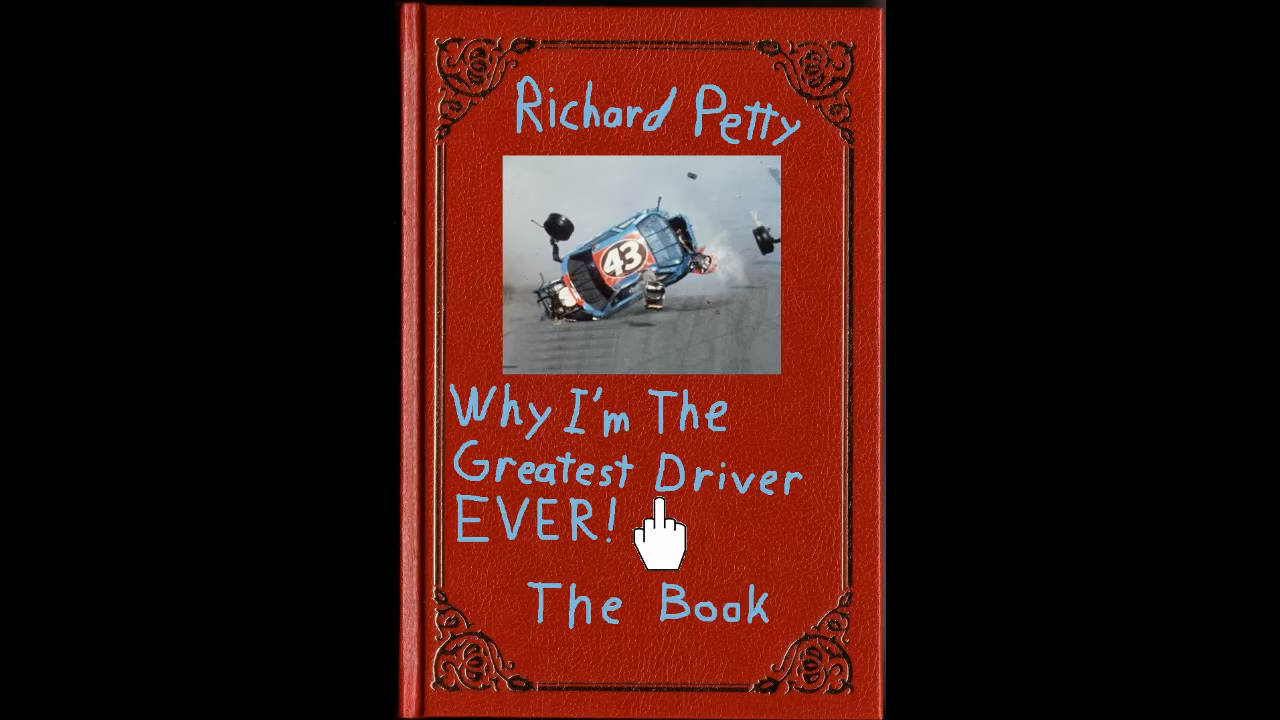 Richard Petty
43
Why I'm The
Greatest Driver
EVER!
The Book